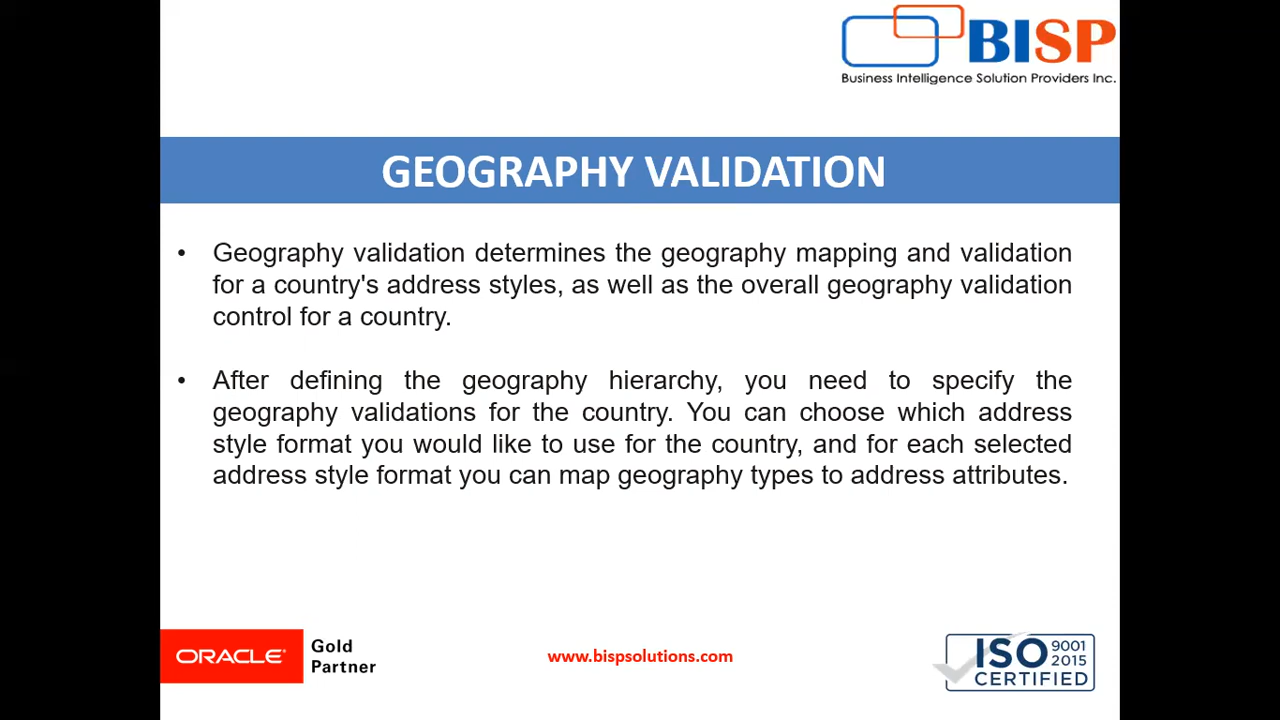 BISP
Business Intelligence Solution Providers Inc.
GEOGRAPHY VALIDATION
• Geography validation determines the geography mapping and validation
for a country's address styles, as well as the overall geography validation
control for a country.
• After defining the geography hierarchy, you need to specify the
geography validations for the country. You can choose which address
style format you would like to use for the country, and for each selected
address style format you can map geography types to address attributes.
ORACLE®
Gold
Partner
www.bispsolutions.com
ISO 9001
2015
CERTIFIED